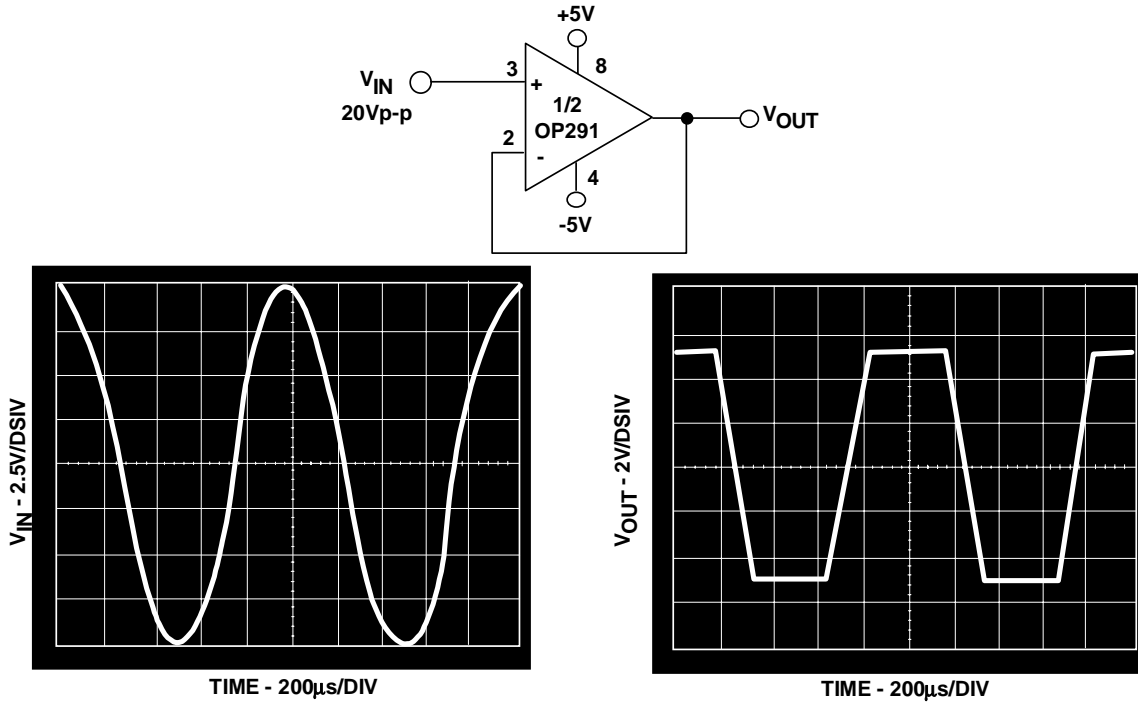 +5V
8
3
+
V_IN
20Vp-p
1/2
OP291
V_OUT
2
-
4
-5V
V_IN - 2.5V/DSIV
TIME - 200µs/DIV
V_OUT - 2V/DSIV
TIME - 200µs/DIV